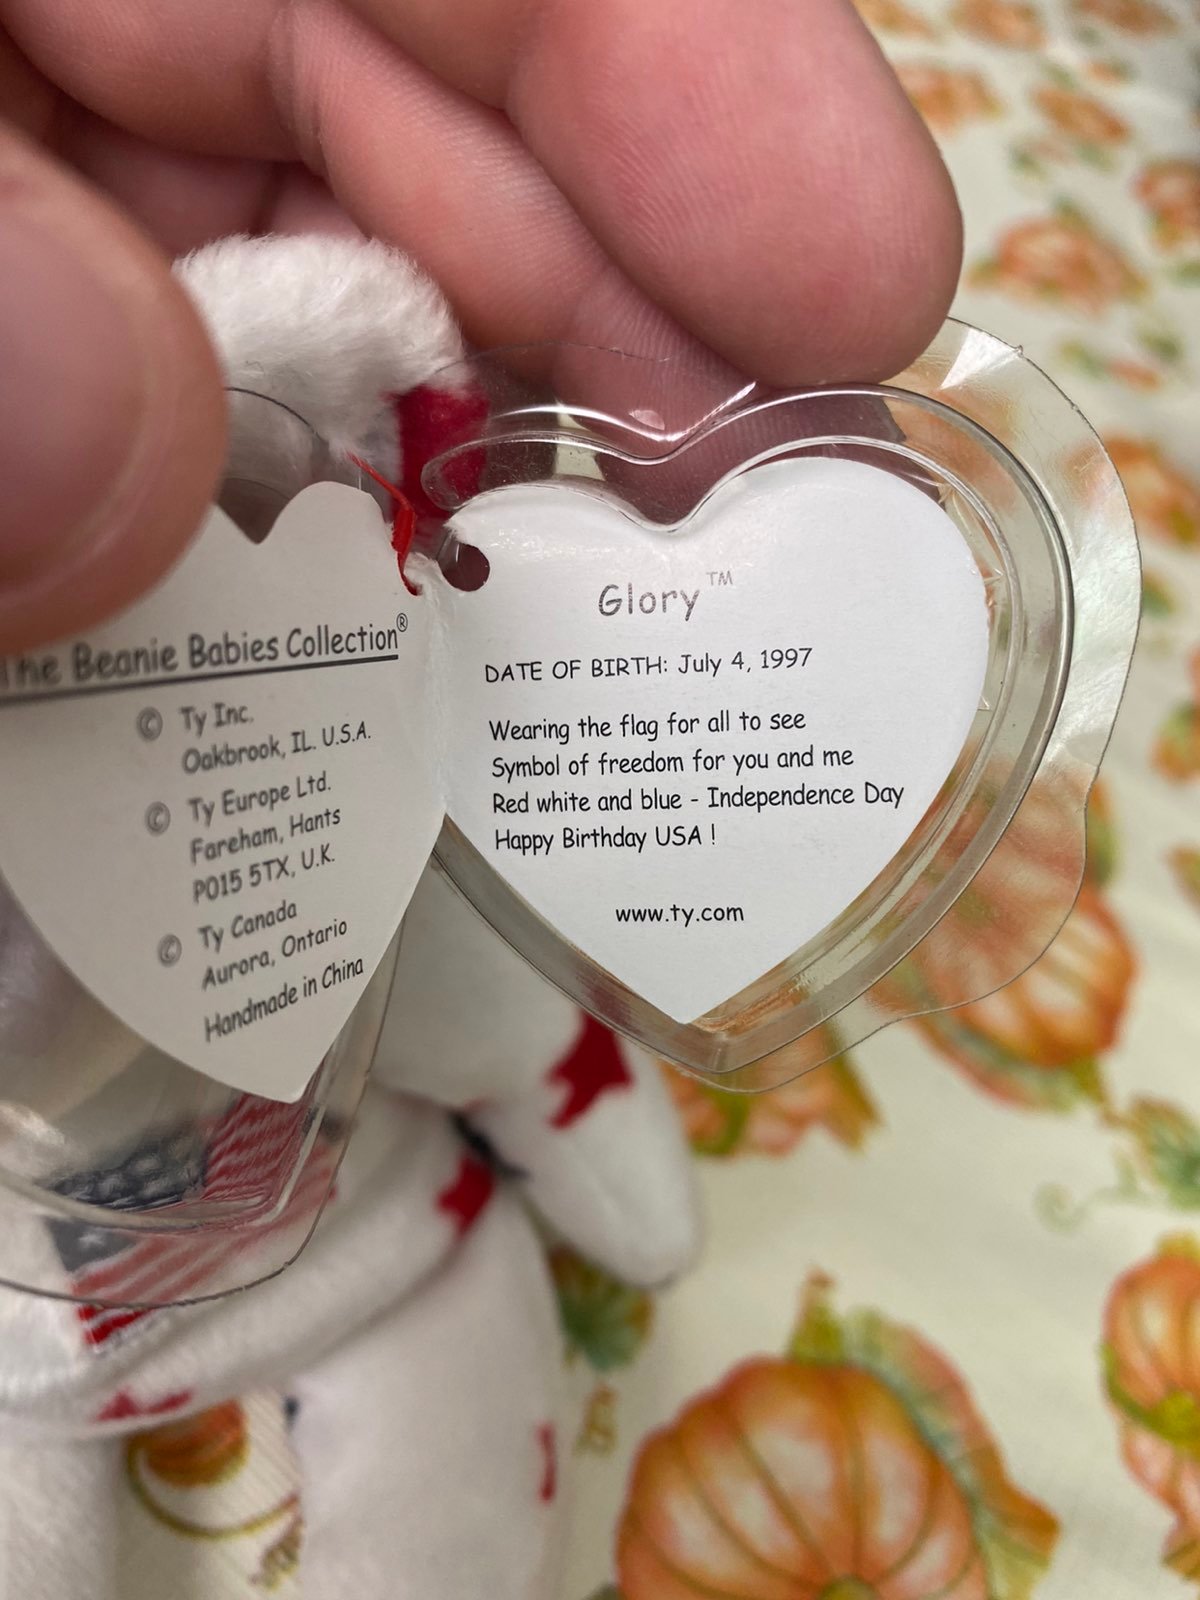 The Beanie Babies Collection®
© Ty Inc.
Oakbrook, IL. U.S.A.
© Ty Europe Ltd.
Fareham, Hants
PO15 5TX, U.K.
© Ty Canada
Aurora, Ontario
Handmade in China
Glory™
DATE OF BIRTH: July 4, 1997
Wearing the flag for all to see
Symbol of freedom for you and me
Red white and blue - Independence Day
Happy Birthday USA !
www.ty.com